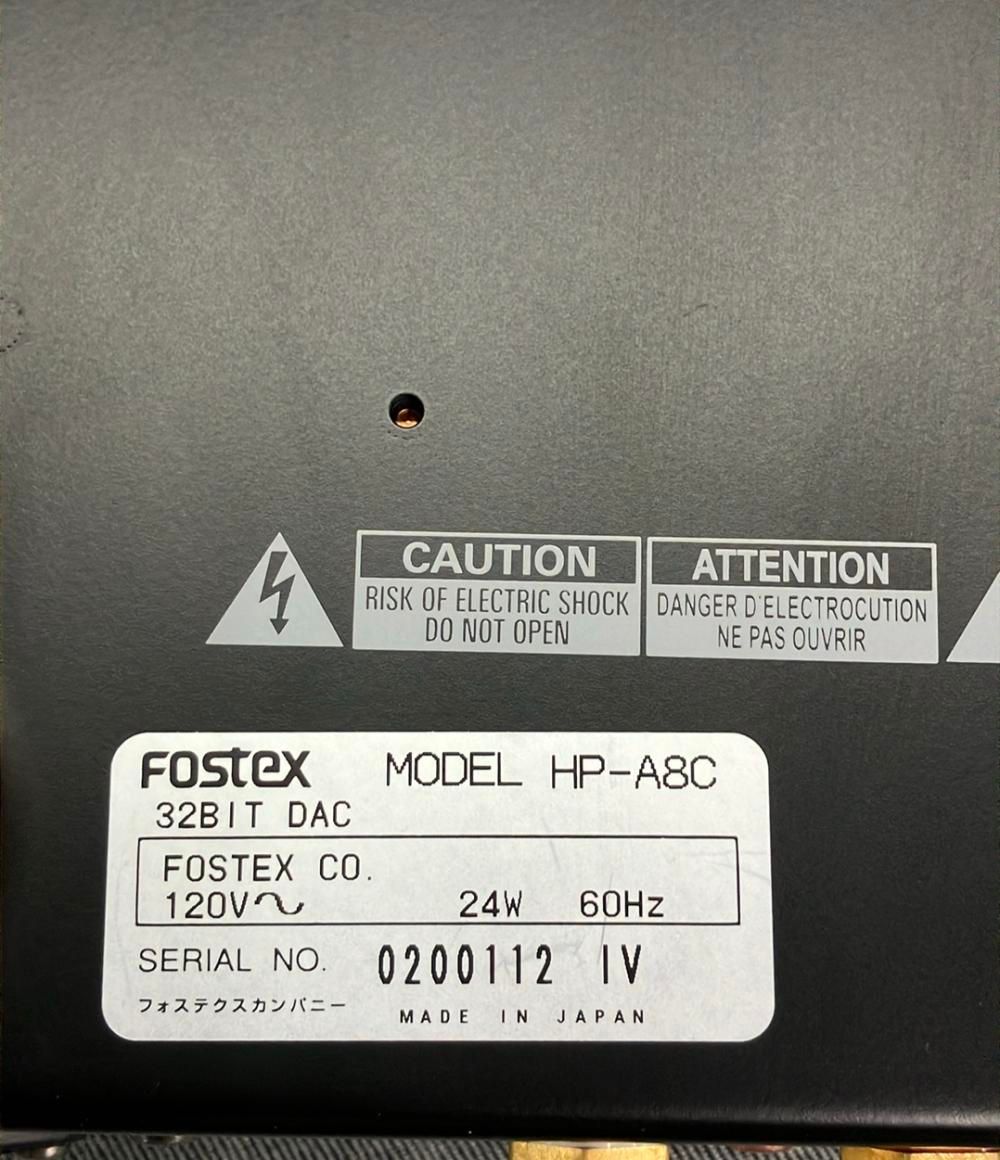 CAUTION
RISK OF ELECTRIC SHOCK
DO NOT OPEN
ATTENTION
DANGER D'ELECTROCUTION
NE PAS OUVRIR
FOSTEX MODEL HP-A8C
32BIT DAC
FOSTEX CO.
120V～ 24W 60Hz
SERIAL NO. 0200112 IV
フォステクスカンパニー
MADE IN JAPAN